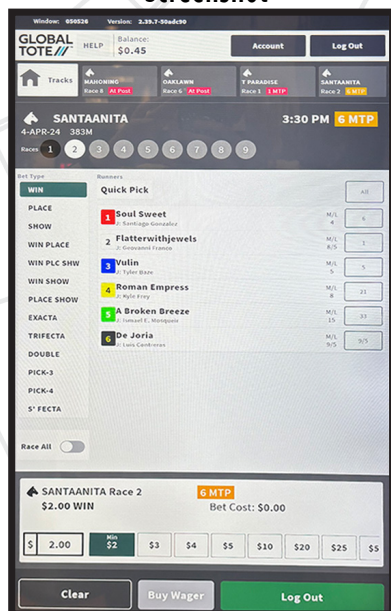 screenshot
Window: 050526 Version: 2.39.7-50adc90
GLOBAL TOTE HELP Balance: $0.45 Account Log Out
Tracks
MAHONING Race 8 At Post
OAKLAWN Race 6 At Post
T PARADISE Race 1 3 MTP
SANTAANITA Race 2 6 MTP
SANTAANITA 3:30 PM 6 MTP
4-APR-24 383M
Races 1 2 3 4 5 6 7 8 9
Bet Type
WIN
PLACE
SHOW
WIN PLACE
WIN PLC SHW
WIN SHOW
PLACE SHOW
EXACTA
TRIFECTA
DOUBLE
PICK-3
PICK-4
S' FECTA
Race All
Runners
Quick Pick All
1 Soul Sweet M/L 6
J: Santiago Gonzalez 4
2 Flatterwithjewels M/L 1
J: Geovanni Franco 8/5
3 Vulin M/L 5
J: Tyler Baze 5
4 Roman Empress M/L 21
J: Kyle Frey 8
5 A Broken Breeze M/L 33
J: Ismael E. Mosqueira 15
6 De Joria M/L 9/5
J: Luis Contreras 9/5
SANTAANITA Race 2 6 MTP
$2.00 WIN Bet Cost: $0.00
$ 2.00 Min $2 $3 $4 $5 $10 $20 $25 $5
Clear Buy Wager Log Out